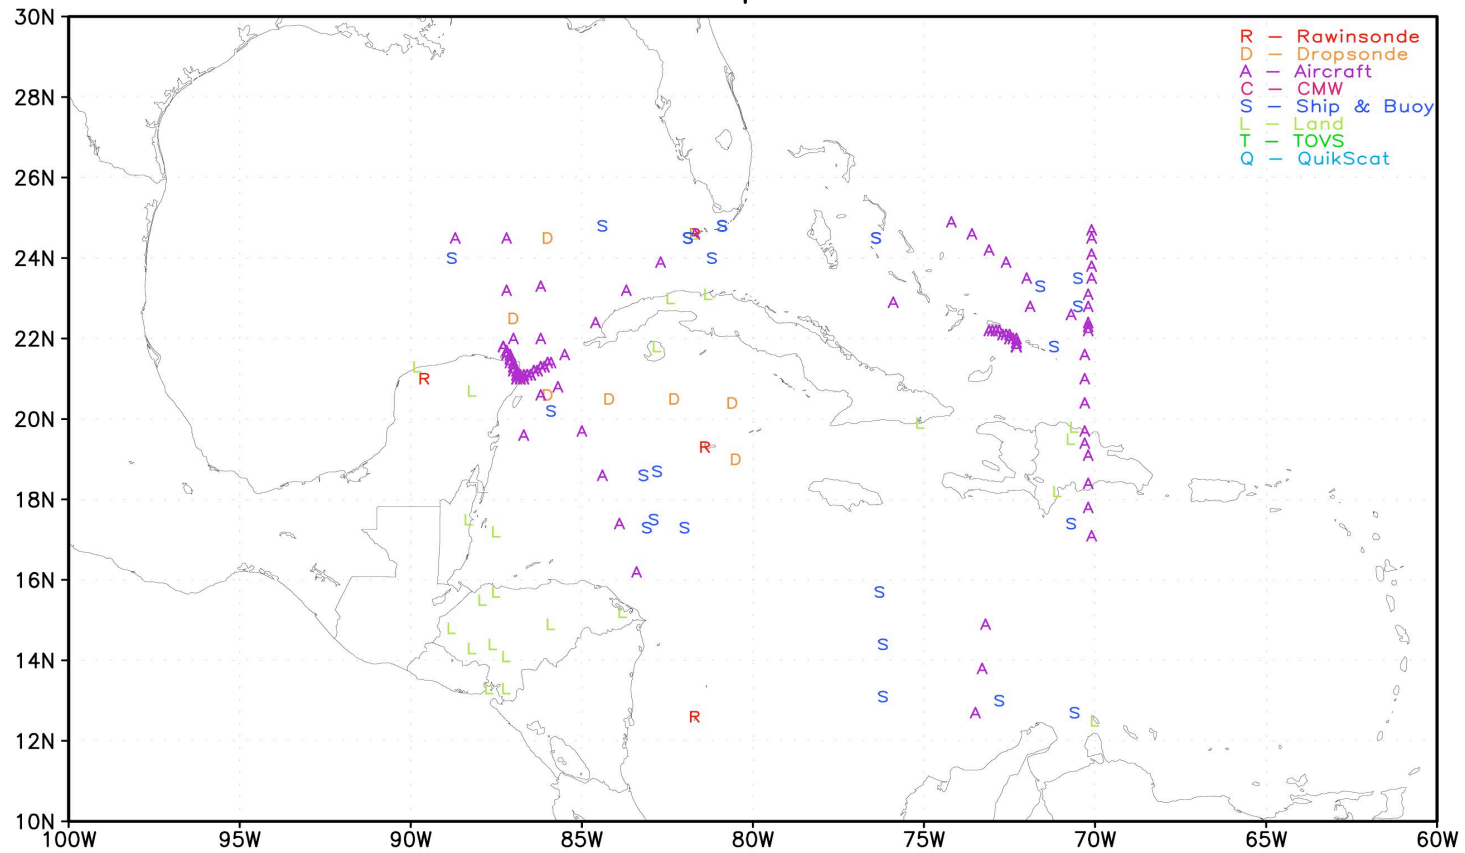 30N
28N
26N
24N
22N
20N
18N
16N
14N
12N
10N
100W 95W 90W 85W 80W 75W 70W 65W 60W
R – Rawinsonde
D – Dropsonde
A – Aircraft
C – CMW
S – Ship & Buoy
L – Land
T – TOVS
Q – QuikScat